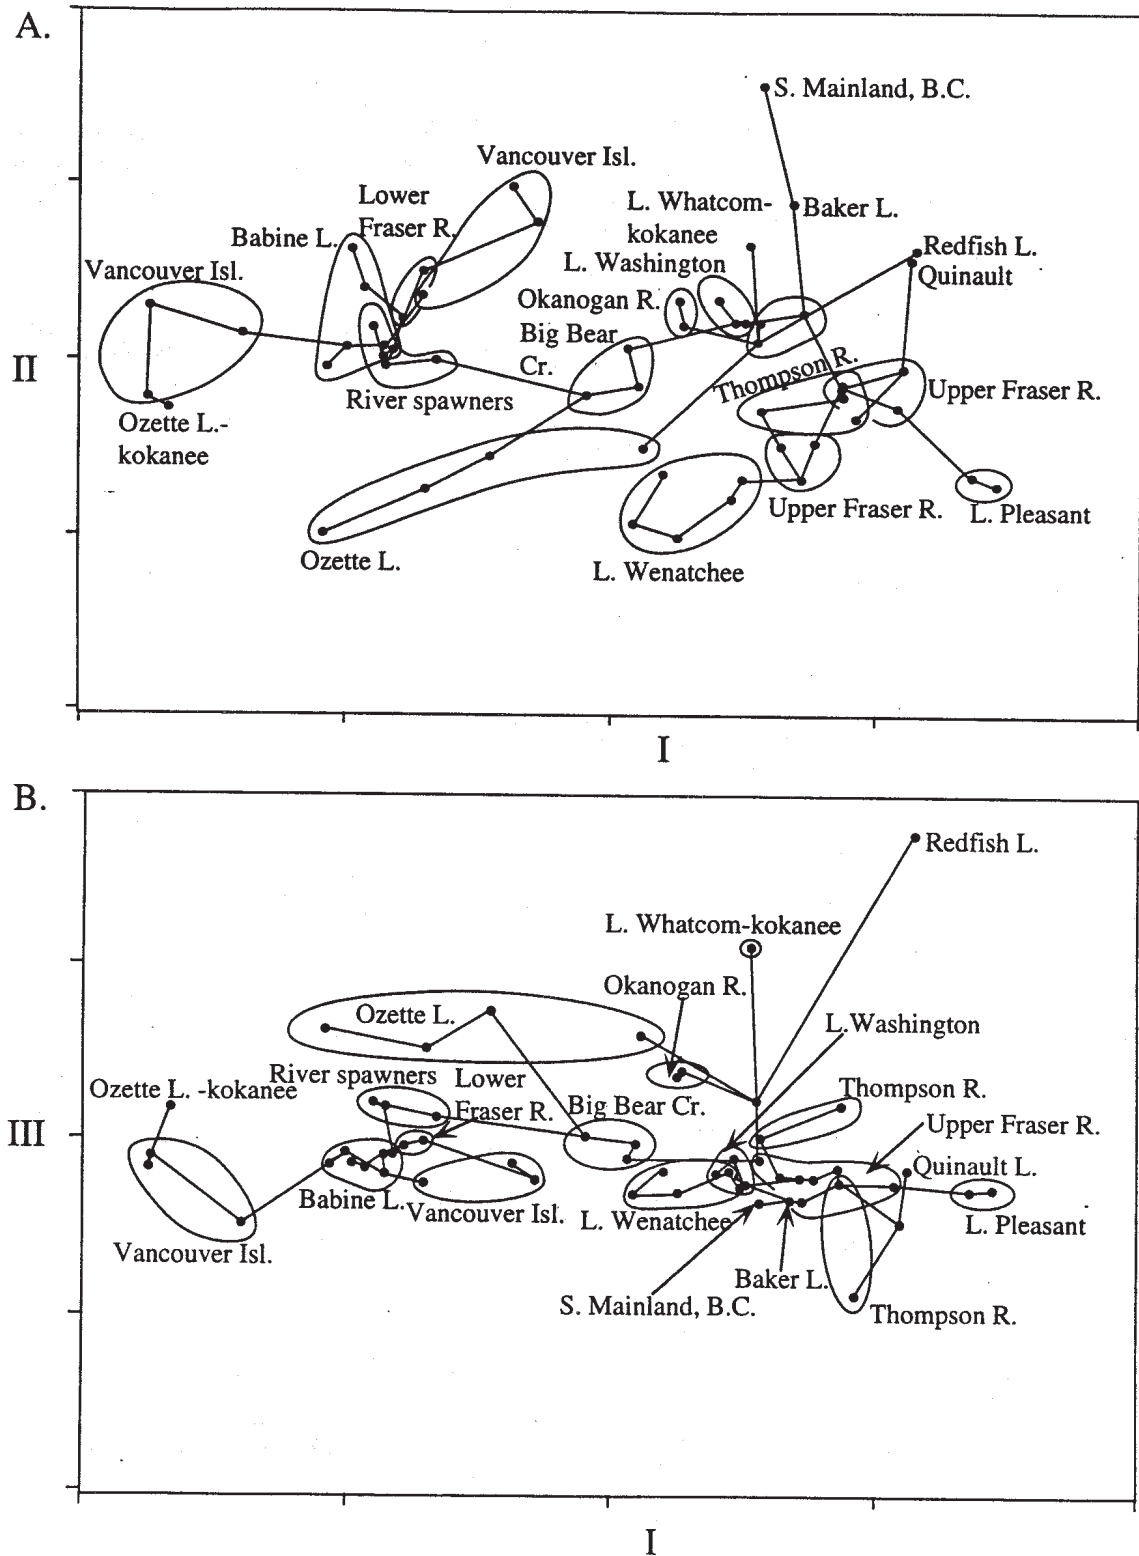 A.
S. Mainland, B.C.
Vancouver Isl.
Lower
Fraser R.
L. Whatcom-
kokanee
Baker L.
Babine L.
Redfish L.
Quinault
Vancouver Isl.
L. Washington
Okanogan R.
Big Bear
Cr.
II
Thompson R.
Upper Fraser R.
River spawners
Ozette L.-
kokanee
Upper Fraser R.
L. Pleasant
Ozette L.
L. Wenatchee
I
B.
Redfish L.
L. Whatcom-kokanee
Okanogan R.
Ozette L.
L.Washington
River spawners
Lower
Fraser R.
Ozette L. -kokanee
Big Bear Cr.
Thompson R.
III
Upper Fraser R.
Quinault L.
Babine L.
Vancouver Isl.
L. Wenatchee
L. Pleasant
Vancouver Isl.
Baker L.
S. Mainland, B.C.
Thompson R.
I